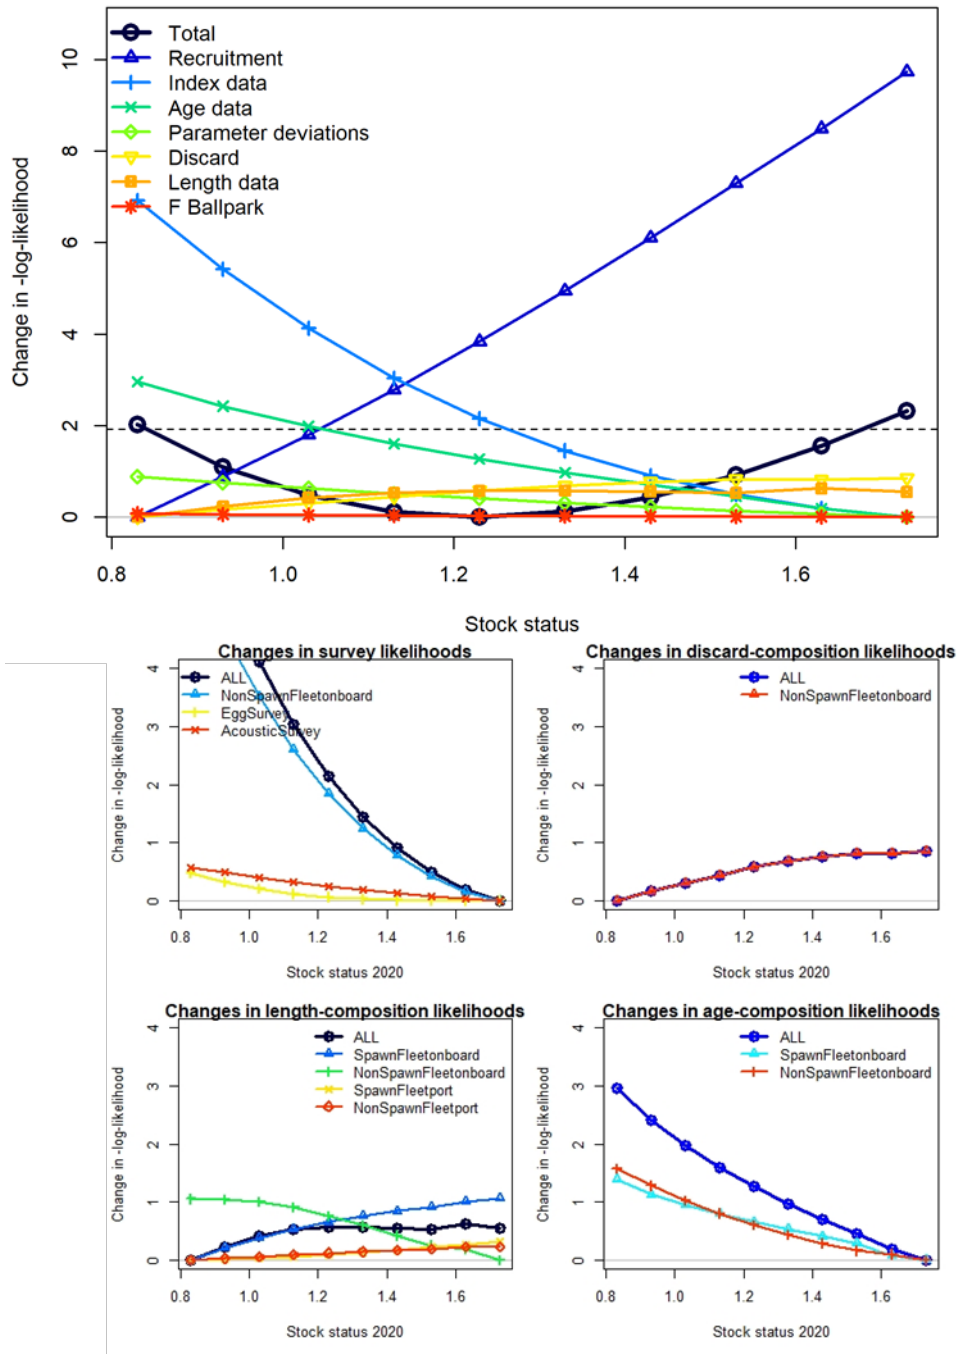 Total
Recruitment
Index data
Age data
Parameter deviations
Discard
Length data
F Ballpark
Change in -log-likelihood
0 2 4 6 8 10
0.8 1.0 1.2 1.4 1.6
Stock status
Changes in survey likelihoods
ALL
NonSpawnFleetonboard
EggSurvey
AcousticSurvey
Change in -log-likelihood
0 1 2 3 4
0.8 1.0 1.2 1.4 1.6
Stock status 2020
Changes in discard-composition likelihoods
ALL
NonSpawnFleetonboard
Change in -log-likelihood
0 1 2 3 4
0.8 1.0 1.2 1.4 1.6
Stock status 2020
Changes in length-composition likelihoods
ALL
SpawnFleetonboard
NonSpawnFleetonboard
SpawnFleetport
NonSpawnFleetport
Change in -log-likelihood
0 1 2 3 4
0.8 1.0 1.2 1.4 1.6
Stock status 2020
Changes in age-composition likelihoods
ALL
SpawnFleetonboard
NonSpawnFleetonboard
Change in -log-likelihood
0 1 2 3 4
0.8 1.0 1.2 1.4 1.6
Stock status 2020